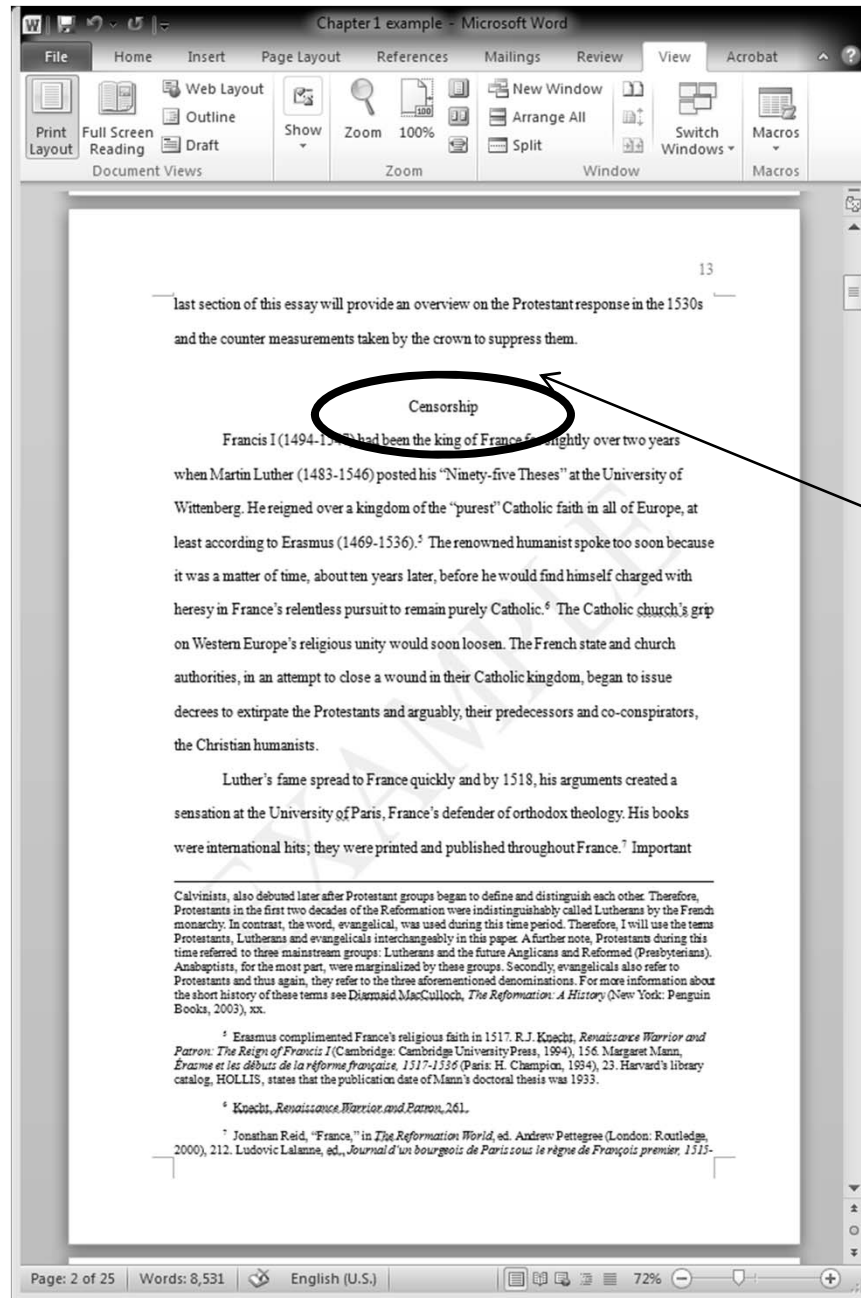 Chapter 1 example - Microsoft Word
File Home Insert Page Layout References Mailings Review View Acrobat
Print Layout
Full Screen Reading
Web Layout
Outline
Draft
Document Views
Show
Zoom
100
100%
Zoom
New Window
Arrange All
Split
Switch Windows
Window
Macros
Macros
13
last section of this essay will provide an overview on the Protestant response in the 1530s
and the counter measurements taken by the crown to suppress them.
Censorship
Francis I (1494-1547) had been the king of France for slightly over two years
when Martin Luther (1483-1546) posted his “Ninety-five Theses” at the University of
Wittenberg. He reigned over a kingdom of the “purest” Catholic faith in all of Europe, at
least according to Erasmus (1469-1536).5 The renowned humanist spoke too soon because
it was a matter of time, about ten years later, before he would find himself charged with
heresy in France’s relentless pursuit to remain purely Catholic.6 The Catholic church’s grip
on Western Europe’s religious unity would soon loosen. The French state and church
authorities, in an attempt to close a wound in their Catholic kingdom, began to issue
decrees to extirpate the Protestants and arguably, their predecessors and co-conspirators,
the Christian humanists.
Luther’s fame spread to France quickly and by 1518, his arguments created a
sensation at the University of Paris, France’s defender of orthodox theology. His books
were international hits; they were printed and published throughout France.7 Important
EXAMPLE
Calvinists, also debuted later after Protestant groups began to define and distinguish each other. Therefore,
Protestants in the first two decades of the Reformation were indistinguishably called Lutherans by the French
monarchy. In contrast, the word, evangelical, was used during this time period. Therefore, I will use the terms
Protestants, Lutherans and evangelicals interchangeably in this paper. A further note, Protestants during this
time referred to three mainstream groups: Lutherans and the future Anglicans and Reformed (Presbyterians).
Anabaptists, for the most part, were marginalized by these groups. Secondly, evangelicals also refer to
Protestants and thus again, they refer to the three aforementioned denominations. For more information about
the short history of these terms see Diarmaid MacCulloch, The Reformation: A History (New York: Penguin
Books, 2003), xx.
5 Erasmus complimented France’s religious faith in 1517. R.J. Knecht, Renaissance Warrior and
Patron: The Reign of Francis I (Cambridge: Cambridge University Press, 1994), 156. Margaret Mann,
Érasme et les débuts de la réforme française, 1517-1536 (Paris: H. Champion, 1934), 23. Harvard’s library
catalog, HOLLIS, states that the publication date of Mann’s doctoral thesis was 1933.
6 Knecht, Renaissance Warrior and Patron, 261.
7 Jonathan Reid, “France,” in The Reformation World, ed. Andrew Pettegree (London: Routledge,
2000), 212. Ludovic Lalanne, ed., Journal d’un bourgeois de Paris sous le règne de François premier, 1515-
Page: 2 of 25 Words: 8,531 English (U.S.) 72%